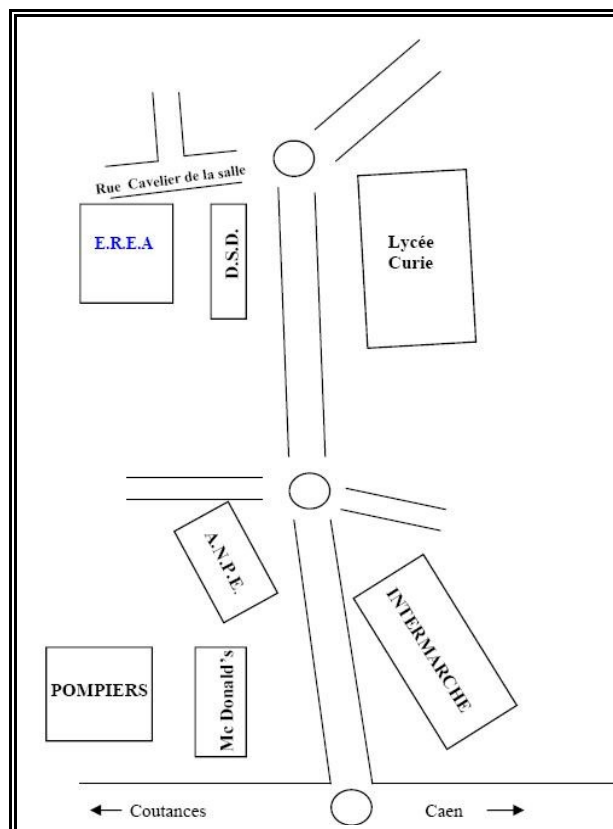 Rue Cavelier de la salle
E.R.E.A
D.S.D.
Lycée
Curie
A.N.P.E.
INTERMARCHE
POMPIERS
Mc Donald's
Coutances
Caen